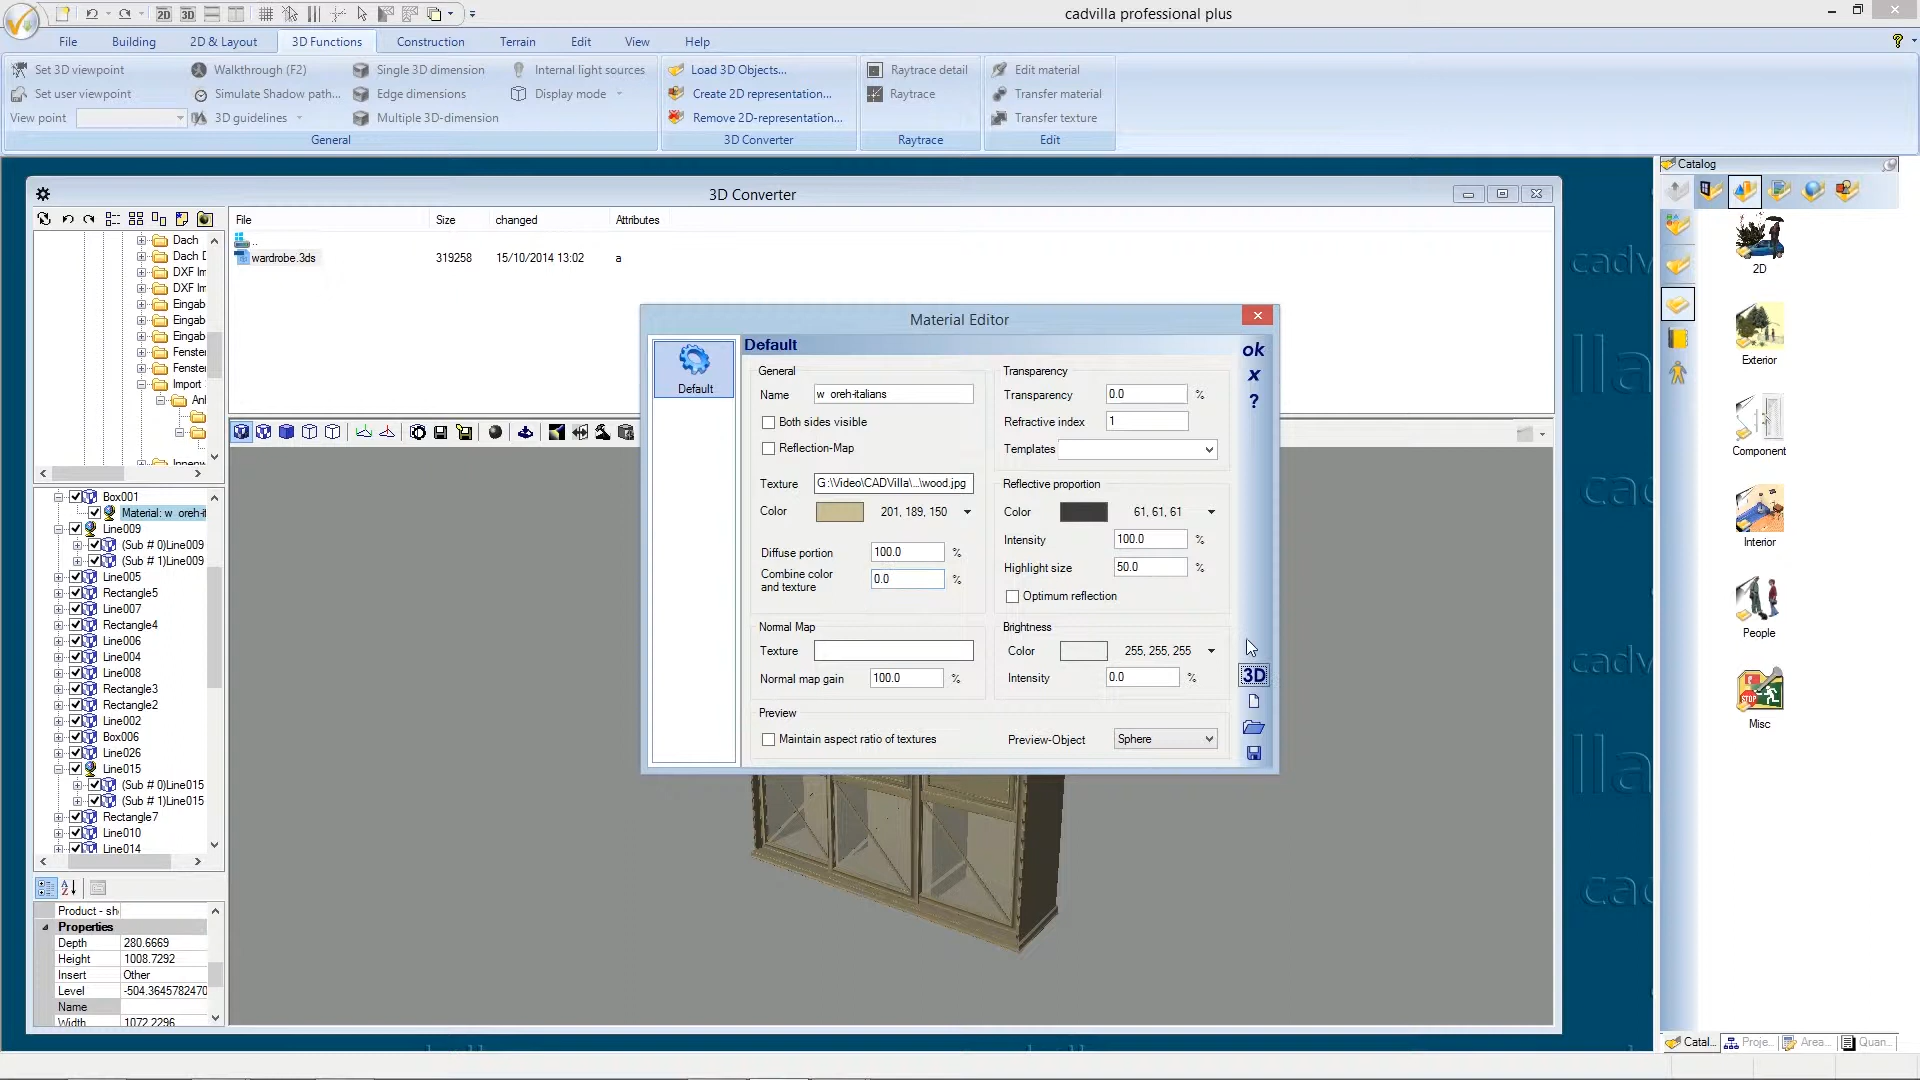 cadvilla professional plus
File Building 2D & Layout 3D Functions Construction Terrain Edit View Help
Set 3D viewpoint Walkthrough (F2) Single 3D dimension Internal light sources Load 3D Objects... Raytrace detail Edit material
Set user viewpoint Simulate Shadow path... Edge dimensions Display mode Create 2D representation... Raytrace Transfer material
View point 3D guidelines Multiple 3D-dimension Remove 2D-representation... Transfer texture
General 3D Converter Raytrace Edit
Catalog
3D Converter
File Size changed Attributes
..
wardrobe.3ds 319258 15/10/2014 13:02 a
Dach
Dach D
DXF Im
DXF Im
Eingab
Eingab
Eingab
Fenster
Fenster
Import
Anl
Box001
Material: w oreh-it
Line009
(Sub # 0)Line009
(Sub # 1)Line009
Line005
Rectangle5
Line007
Rectangle4
Line006
Line004
Line008
Rectangle3
Rectangle2
Line002
Box006
Line026
Line015
(Sub # 0)Line015
(Sub # 1)Line015
Rectangle7
Line010
Line014
Product - sh
Properties
Depth 280.6669
Height 1008.7292
Insert Other
Level -504.3645782470
Name
Width 1072.2296
Material Editor
Default
Default
ok
x
?
3D
General
Name w oreh-italians
Both sides visible
Reflection-Map
Texture G:\Video\CADVilla\...\wood.jpg
Color 201, 189, 150
Diffuse portion 100.0 %
Combine color
and texture 0.0 %
Normal Map
Texture
Normal map gain 100.0 %
Preview
Maintain aspect ratio of textures
Preview-Object Sphere
Transparency
Transparency 0.0 %
Refractive index 1
Templates
Reflective proportion
Color 61, 61, 61
Intensity 100.0 %
Highlight size 50.0 %
Optimum reflection
Brightness
Color 255, 255, 255
Intensity 0.0 %
2D
Exterior
Component
Interior
People
Misc
Catal... Proje... Area... Quan...